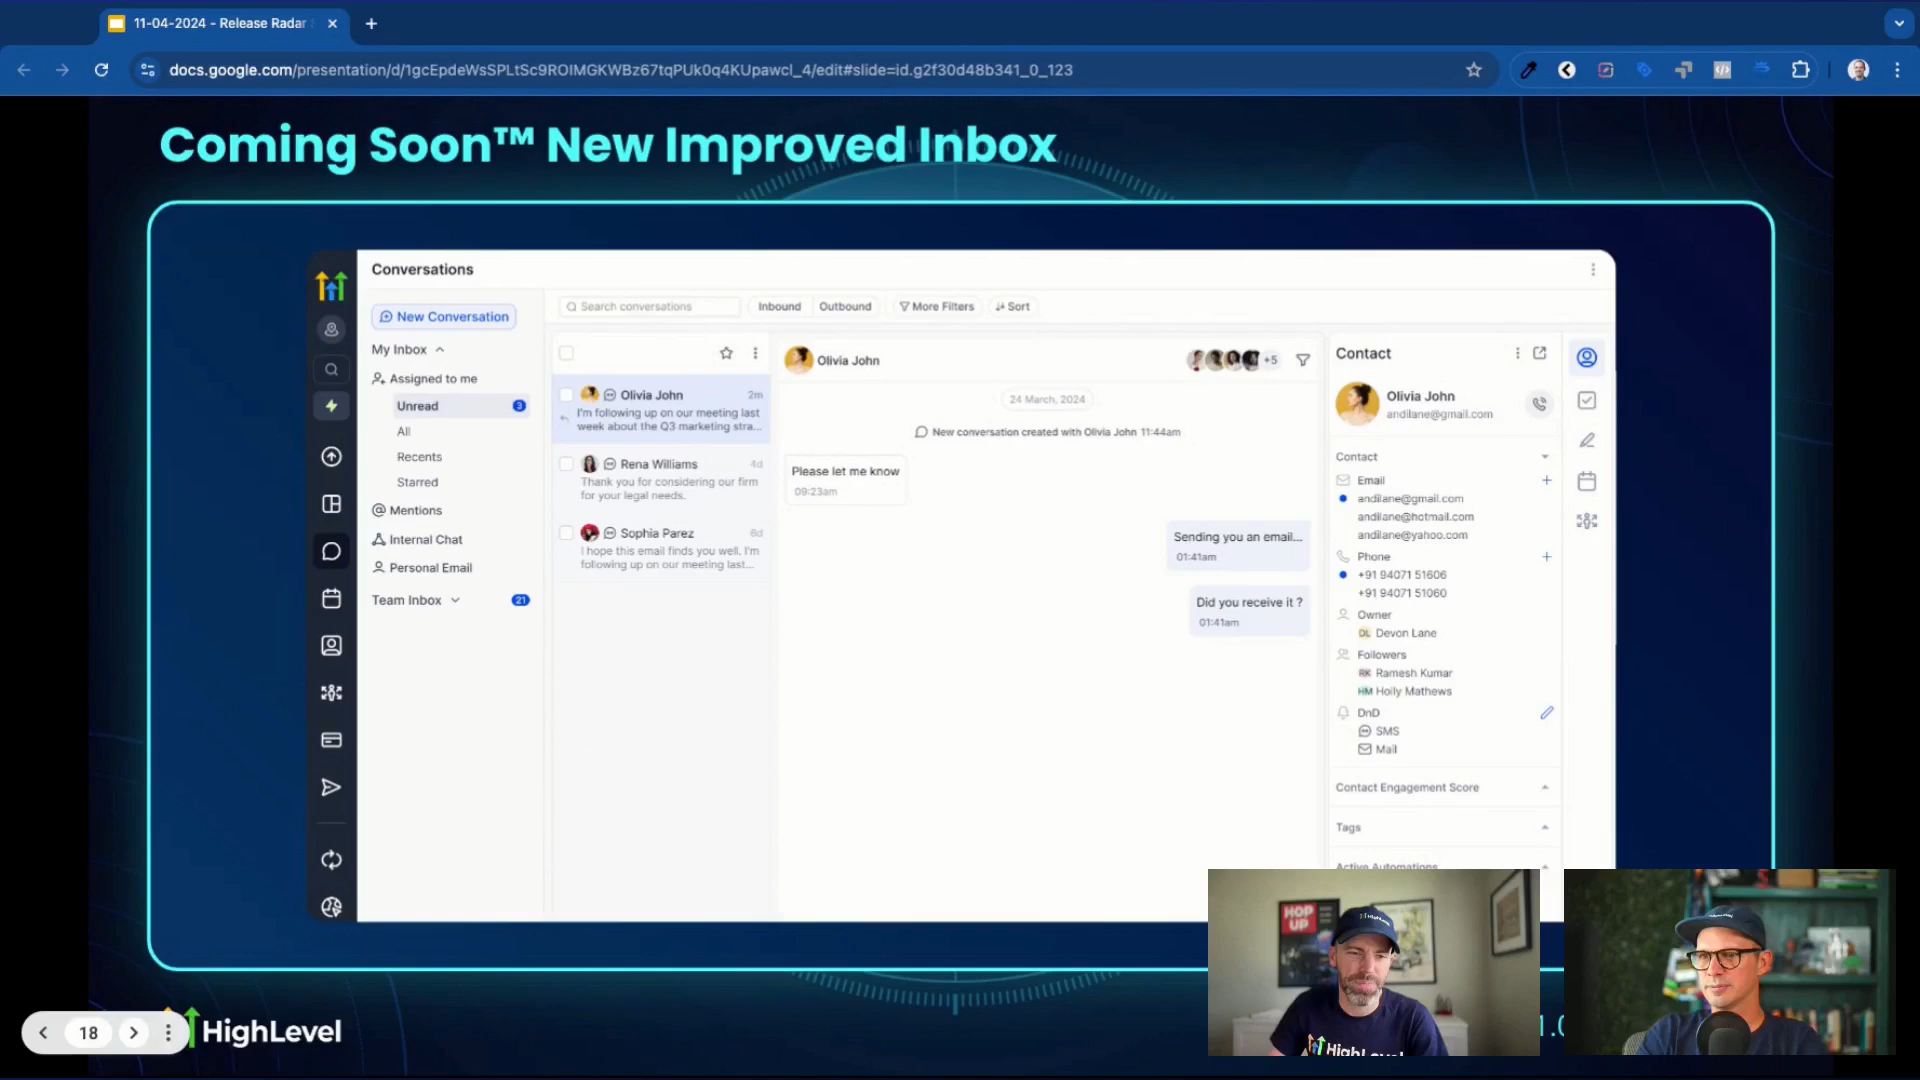 11-04-2024 - Release Radar
docs.google.com/presentation/d/1gcEpdeWsSPLtSc9ROIMGKWBz67tqPUk0q4KUpawcl_4/edit#slide=id.g2f30d48b341_0_123
Coming Soon™ New Improved Inbox
Conversations
New Conversation
Search conversations
Inbound
Outbound
More Filters
Sort
My Inbox
Assigned to me
Unread
3
All
Recents
Starred
Mentions
Internal Chat
Personal Email
Team Inbox
21
Olivia John
2m
I'm following up on our meeting last
week about the Q3 marketing stra...
Rena Williams
4d
Thank you for considering our firm
for your legal needs.
Sophia Parez
6d
I hope this email finds you well. I'm
following up on our meeting last...
Olivia John
+5
24 March, 2024
New conversation created with Olivia John 11:44am
Please let me know
09:23am
Sending you an email...
01:41am
Did you receive it ?
01:41am
Contact
Olivia John
andilane@gmail.com
Contact
Email
andilane@gmail.com
andilane@hotmail.com
andilane@yahoo.com
Phone
+91 94071 51606
+91 94071 51060
Owner
DL Devon Lane
Followers
RK Ramesh Kumar
HM Holly Mathews
DnD
SMS
Mail
Contact Engagement Score
Tags
Active Automations
HOP
UP
HighLevel
18
HighLevel